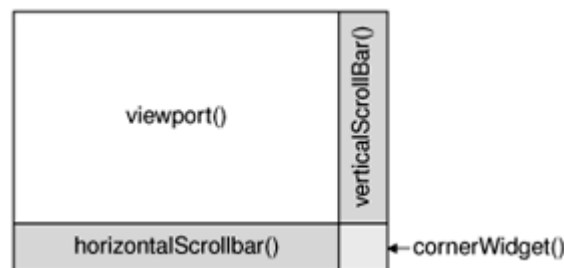 viewport()
verticalScrollBar()
horizontalScrollbar()
cornerWidget()